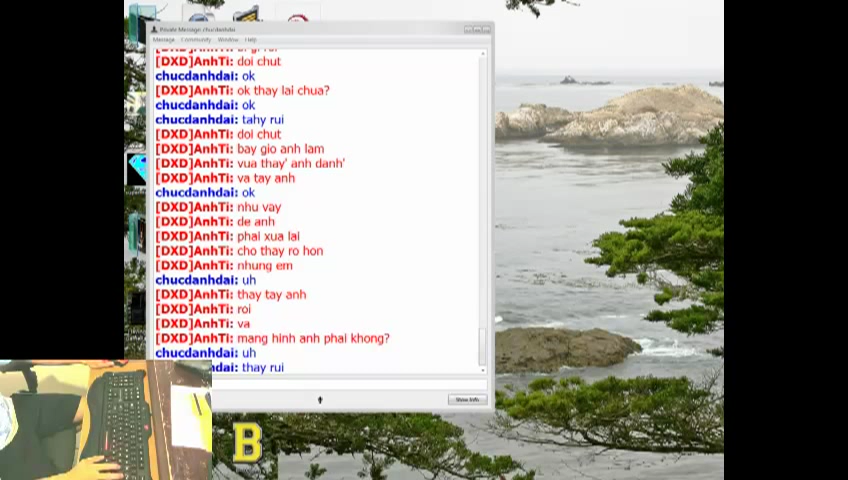 Private Message chucdanhdai
Message Community Window Help
[DXD]AnhTi: doi chut
chucdanhdai: ok
[DXD]AnhTi: ok thay lai chua?
chucdanhdai: ok
chucdanhdai: tahy rui
[DXD]AnhTi: doi chut
[DXD]AnhTi: bay gio anh lam
[DXD]AnhTi: vua thay' anh danh'
[DXD]AnhTi: va tay anh
chucdanhdai: ok
[DXD]AnhTi: nhu vay
[DXD]AnhTi: de anh
[DXD]AnhTi: phai xua lai
[DXD]AnhTi: cho thay ro hon
[DXD]AnhTi: nhung em
chucdanhdai: uh
[DXD]AnhTi: thay tay anh
[DXD]AnhTi: roi
[DXD]AnhTi: va
[DXD]AnhTi: mang hinh anh phai khong?
chucdanhdai: uh
hdai: thay rui
View Info
B